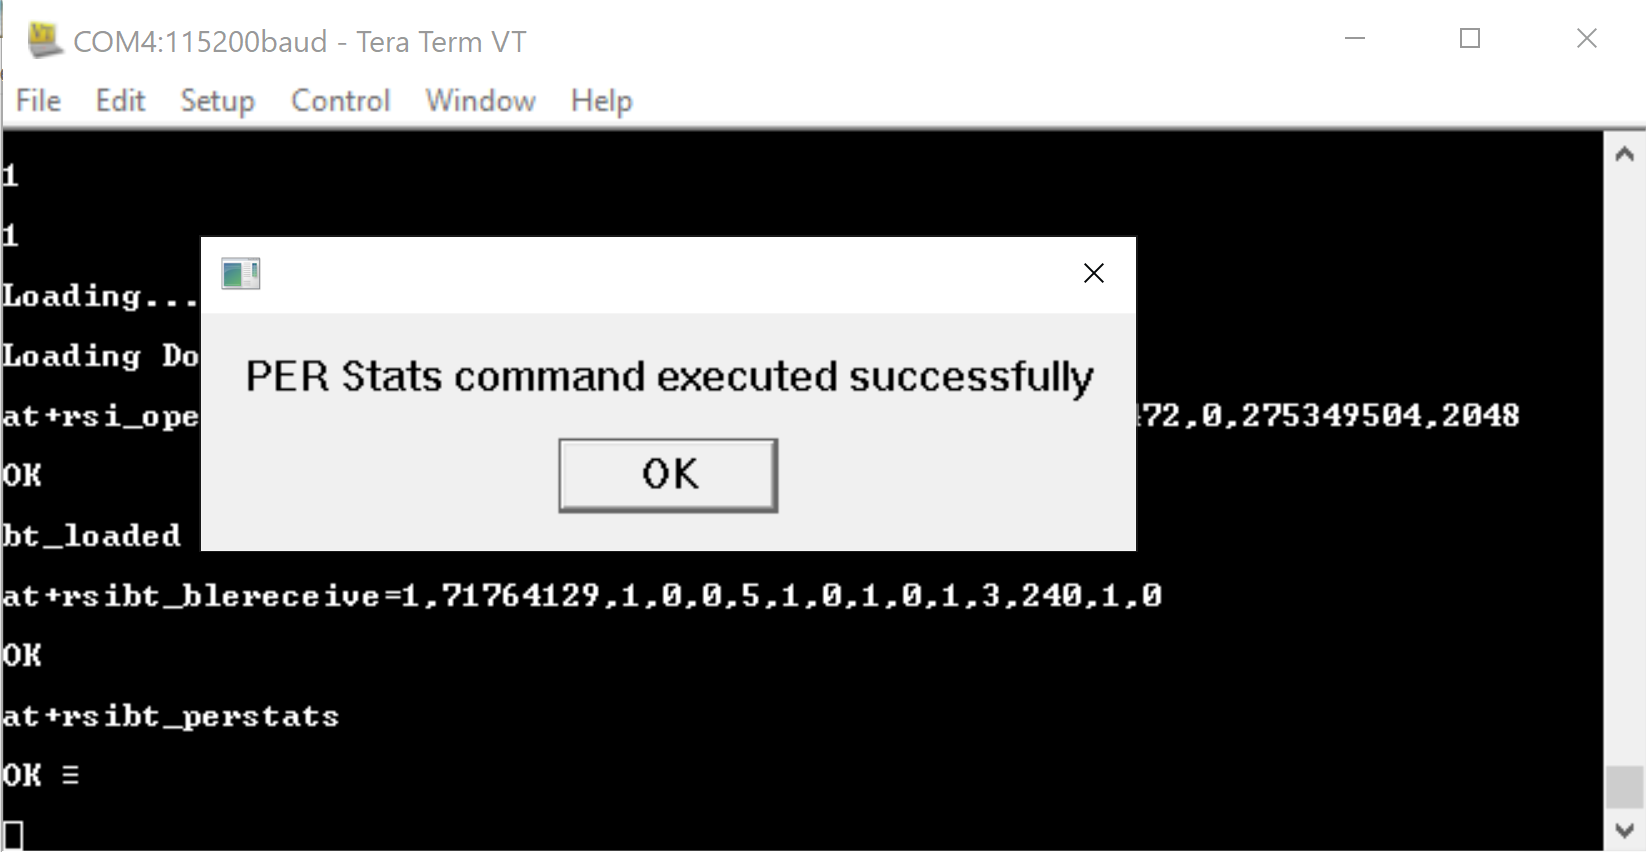 COM4:115200baud - Tera Term VT
File Edit Setup Control Window Help
1
1
Loading...
Loading Do
at+rsi_ope
472,0,275349504,2048
OK
bt_loaded
at+rsibt_blereceive=1,71764129,1,0,0,5,1,0,1,0,1,3,240,1,0
OK
at+rsibt_perstats
OK ≡
PER Stats command executed successfully
OK